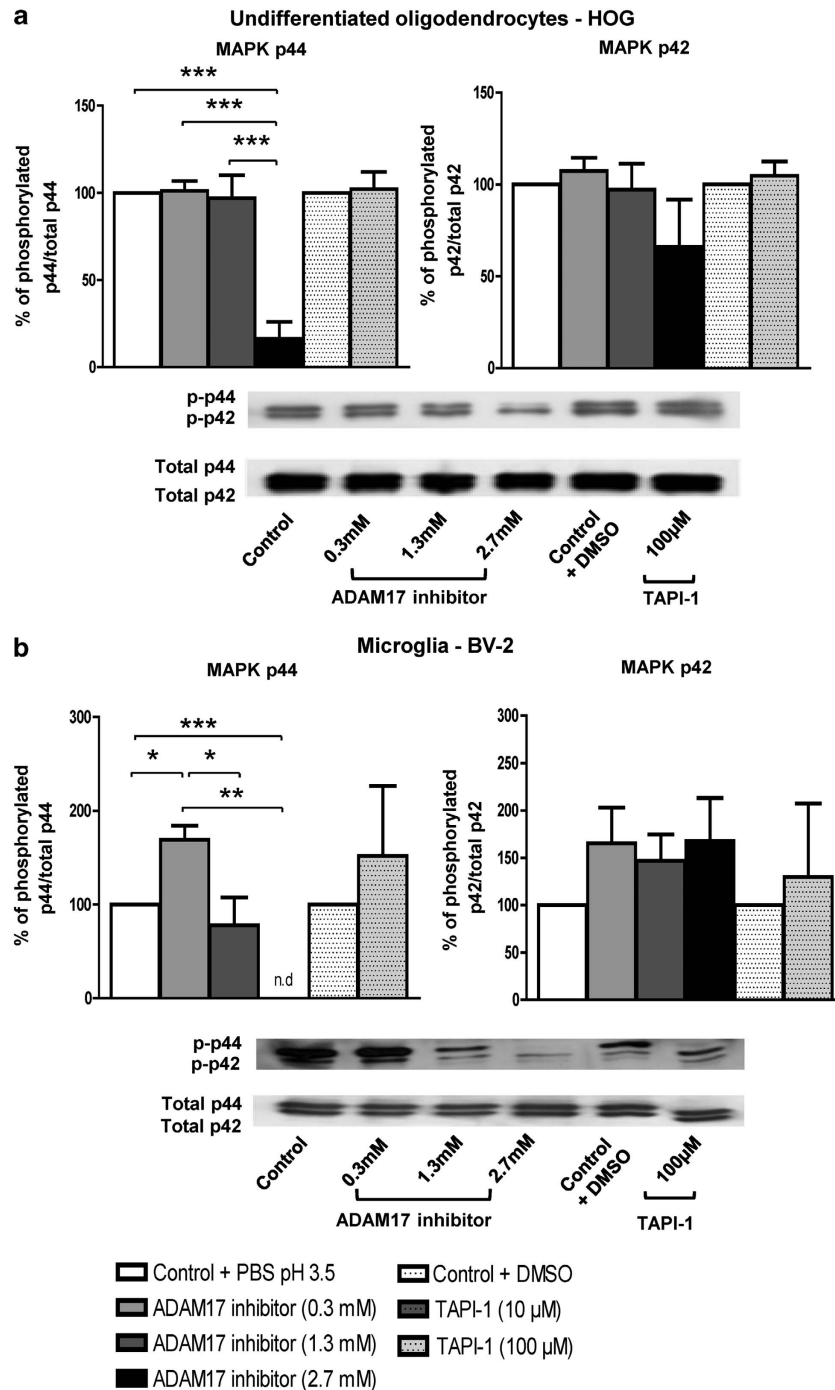 a
Undifferentiated oligodendrocytes - HOG
MAPK p44
MAPK p42
% of phosphorylated
p44/total p44
150
100
50
0
***
***
***
% of phosphorylated
p42/total p42
150
100
50
0
p-p44
p-p42
Total p44
Total p42
Control
0.3mM
1.3mM
2.7mM
Control
+ DMSO
100µM
ADAM17 inhibitor
TAPI-1
b
Microglia - BV-2
MAPK p44
MAPK p42
% of phosphorylated
p44/total p44
300
200
100
0
***
* *
**
n.d
% of phosphorylated
p42/total p42
300
250
200
150
100
50
0
p-p44
p-p42
Total p44
Total p42
Control
0.3mM
1.3mM
2.7mM
Control
+ DMSO
100µM
ADAM17 inhibitor
TAPI-1
Control + PBS pH 3.5
ADAM17 inhibitor (0.3 mM)
ADAM17 inhibitor (1.3 mM)
ADAM17 inhibitor (2.7 mM)
Control + DMSO
TAPI-1 (10 µM)
TAPI-1 (100 µM)